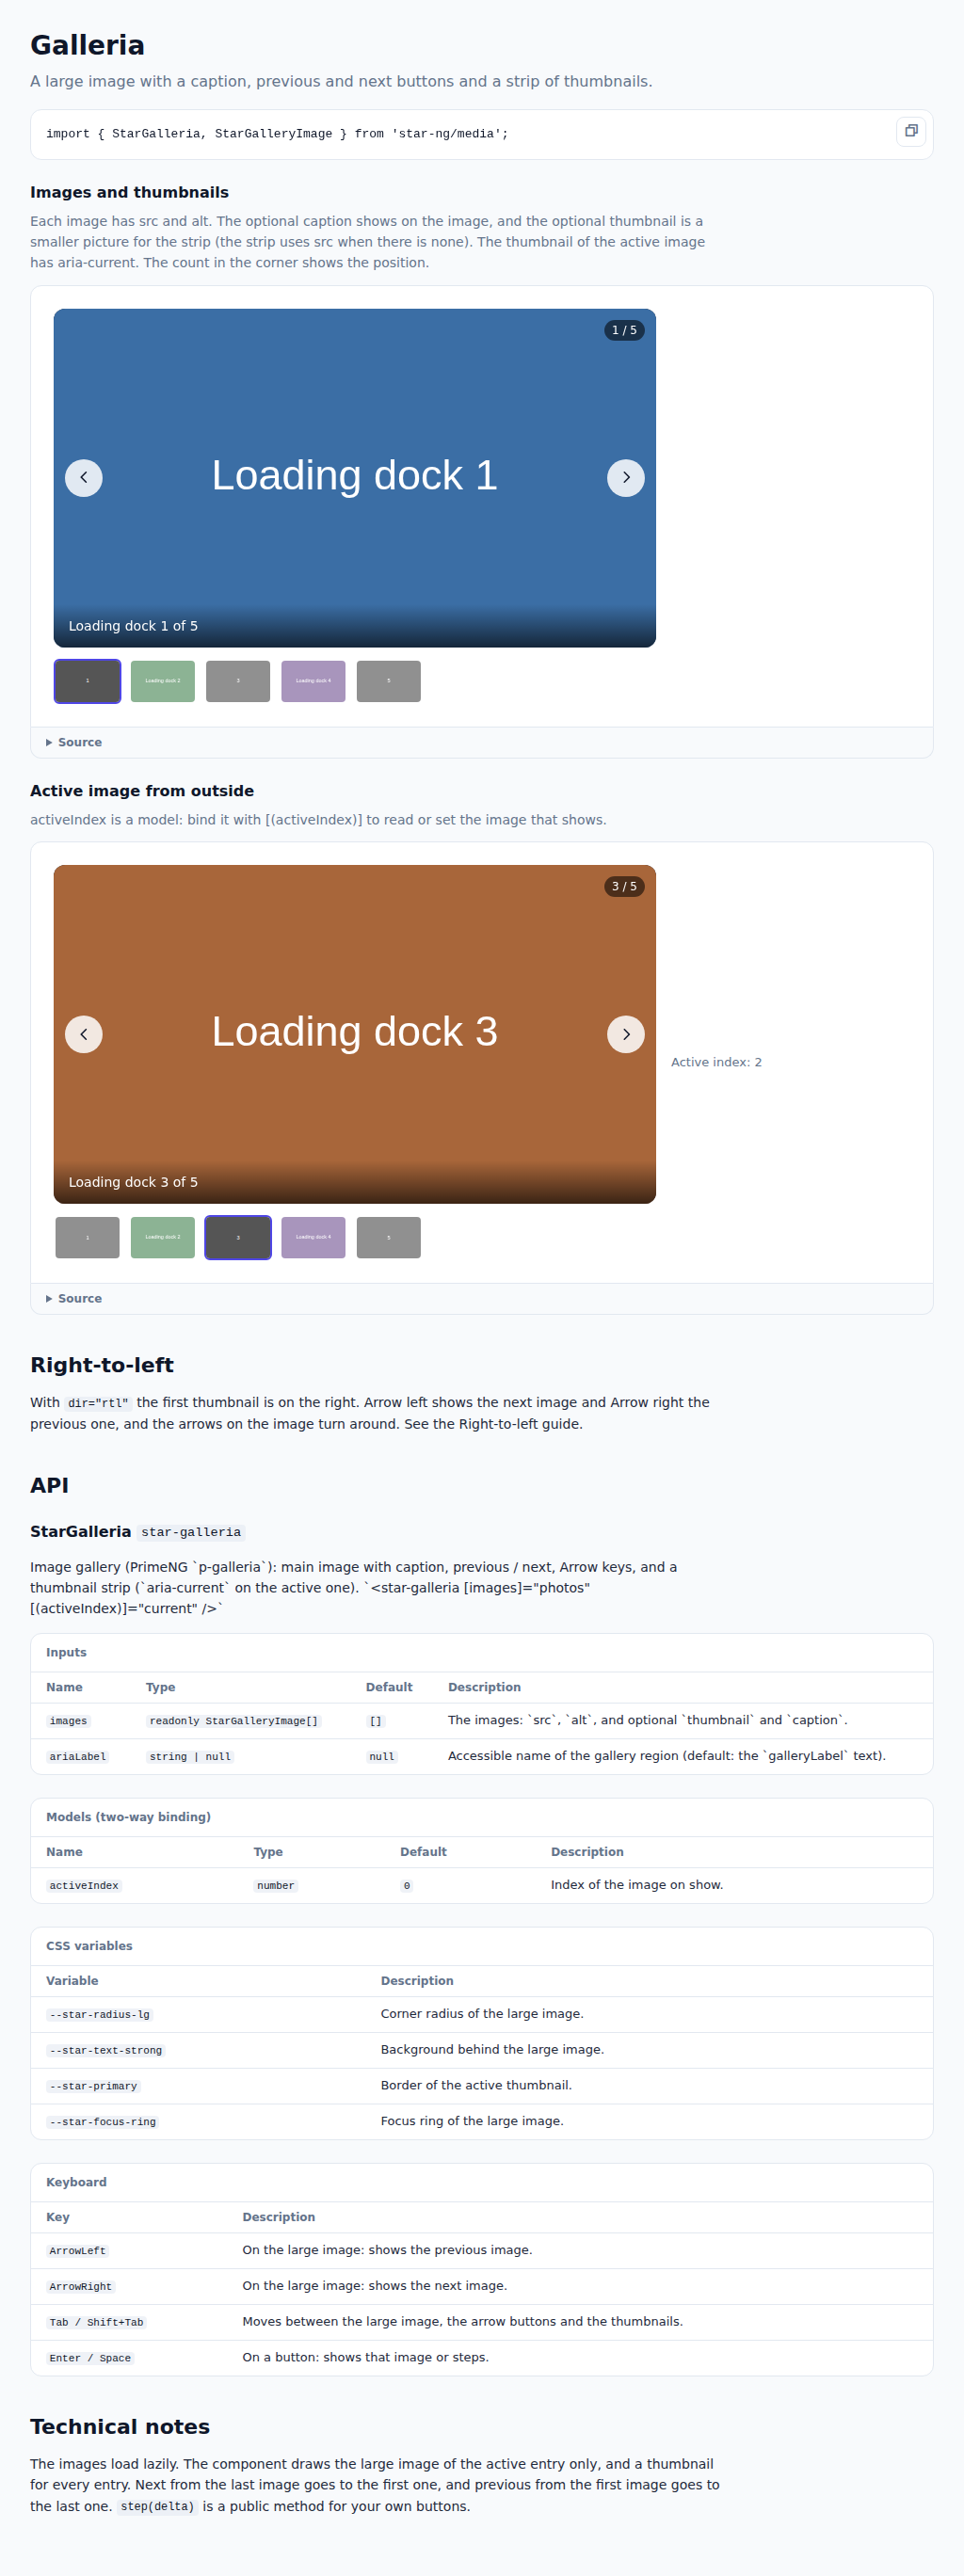 Galleria
A large image with a caption, previous and next buttons and a strip of thumbnails.
import { StarGalleria, StarGalleryImage } from 'star-ng/media';
Images and thumbnails
Each image has src and alt. The optional caption shows on the image, and the optional thumbnail is a
smaller picture for the strip (the strip uses src when there is none). The thumbnail of the active image
has aria-current. The count in the corner shows the position.
1 / 5
Loading dock 1
Loading dock 1 of 5
1
Loading dock 2
3
Loading dock 4
5
Source
Active image from outside
activeIndex is a model: bind it with [(activeIndex)] to read or set the image that shows.
3 / 5
Loading dock 3
Active index: 2
Loading dock 3 of 5
1
Loading dock 2
3
Loading dock 4
5
Source
Right-to-left
With dir="rtl" the first thumbnail is on the right. Arrow left shows the next image and Arrow right the
previous one, and the arrows on the image turn around. See the Right-to-left guide.
API
StarGalleria star-galleria
Image gallery (PrimeNG `p-galleria`): main image with caption, previous / next, Arrow keys, and a
thumbnail strip (`aria-current` on the active one). `<star-galleria [images]="photos"
[(activeIndex)]="current" />`
Inputs
Name Type Default Description
images readonly StarGalleryImage[] [] The images: `src`, `alt`, and optional `thumbnail` and `caption`.
ariaLabel string | null null Accessible name of the gallery region (default: the `galleryLabel` text).
Models (two-way binding)
Name Type Default Description
activeIndex number 0 Index of the image on show.
CSS variables
Variable Description
--star-radius-lg Corner radius of the large image.
--star-text-strong Background behind the large image.
--star-primary Border of the active thumbnail.
--star-focus-ring Focus ring of the large image.
Keyboard
Key Description
ArrowLeft On the large image: shows the previous image.
ArrowRight On the large image: shows the next image.
Tab / Shift+Tab Moves between the large image, the arrow buttons and the thumbnails.
Enter / Space On a button: shows that image or steps.
Technical notes
The images load lazily. The component draws the large image of the active entry only, and a thumbnail
for every entry. Next from the last image goes to the first one, and previous from the first image goes to
the last one. step(delta) is a public method for your own buttons.